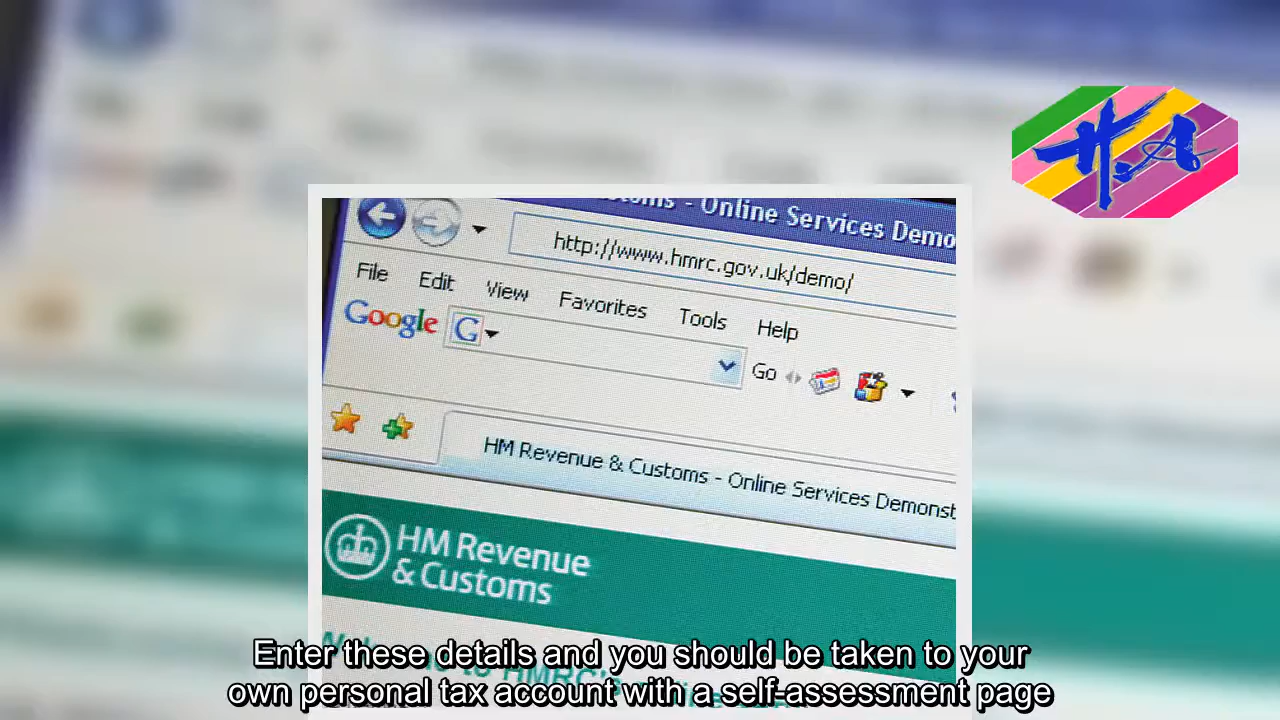 H.A
Customs - Online Services Demo
http://www.hmrc.gov.uk/demo/
File Edit View Favorites Tools Help
Google G Go
HM Revenue & Customs - Online Services Demonst
HM Revenue
& Customs
Enter these details and you should be taken to your
own personal tax account with a self-assessment page